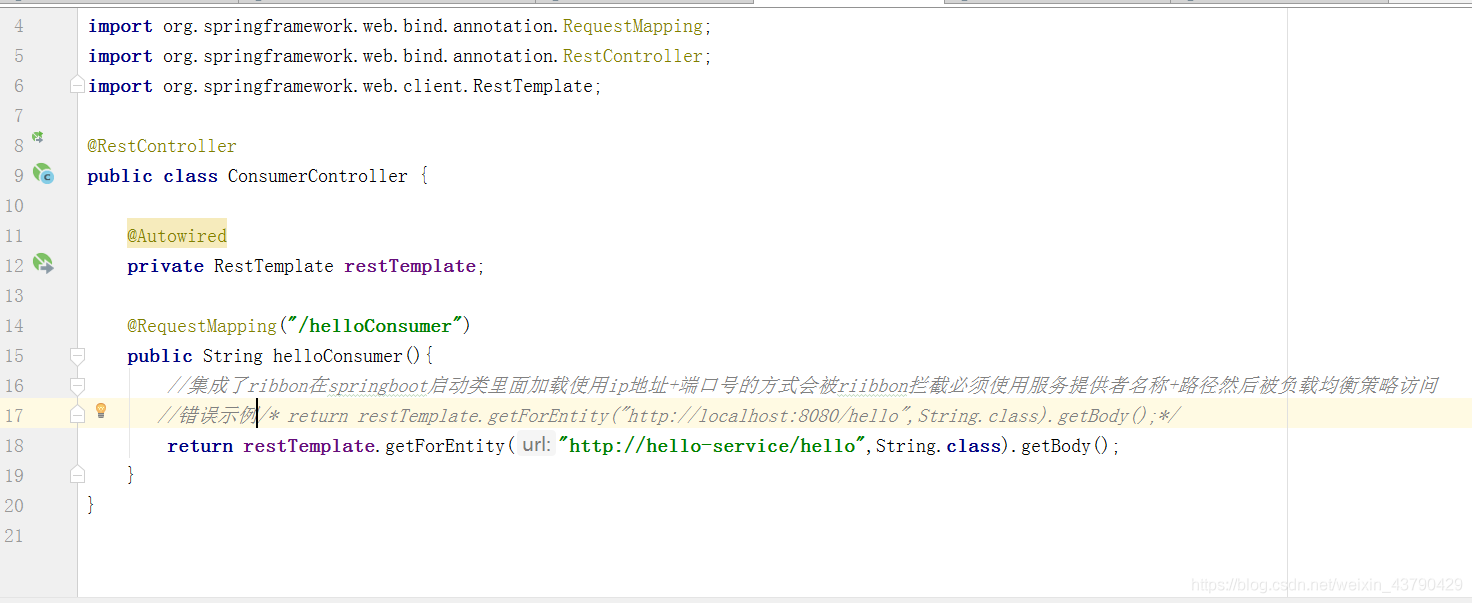 4 import org.springframework.web.bind.annotation.RequestMapping;
5 import org.springframework.web.bind.annotation.RestController;
6 import org.springframework.web.client.RestTemplate;
7
8 @RestController
9 public class ConsumerController {
10
11 @Autowired
12 private RestTemplate restTemplate;
13
14 @RequestMapping("/helloConsumer")
15 public String helloConsumer(){
16 //集成了ribbon在springboot启动类里面加载使用ip地址+端口号的方式会被riibbon拦截必须使用服务提供者名称+路径然后被负载均衡策略访问
17 //错误示例/* return restTemplate.getForEntity("http://localhost:8080/hello",String.class).getBody();*/
18 return restTemplate.getForEntity( url: "http://hello-service/hello",String.class).getBody();
19 }
20 }
21
https://blog.csdn.net/weixin_43790429